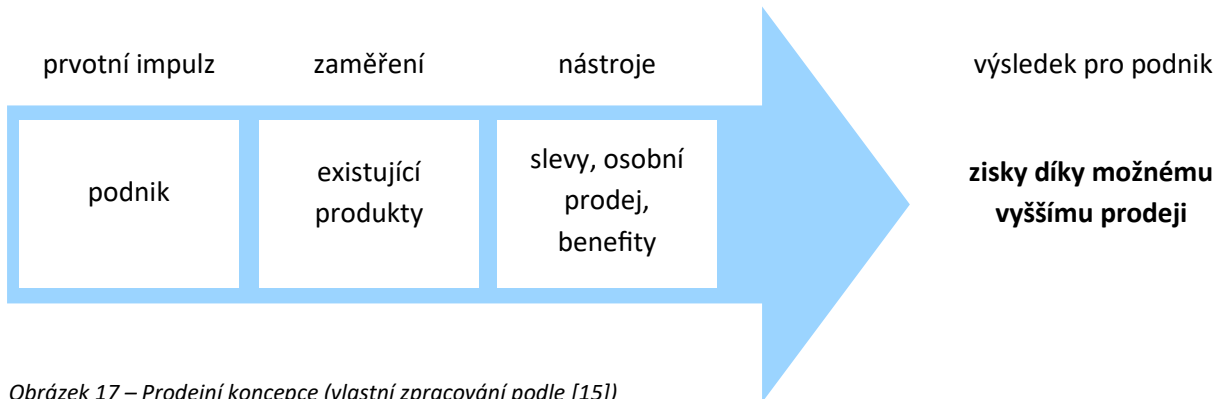 prvotní impulz
zaměření
nástroje
výsledek pro podnik
podnik
existující
produkty
slevy, osobní
prodej,
benefity
zisky díky možnému
vyššímu prodeji
Obrázek 17 – Prodejní koncepce (vlastní zpracování podle [15])